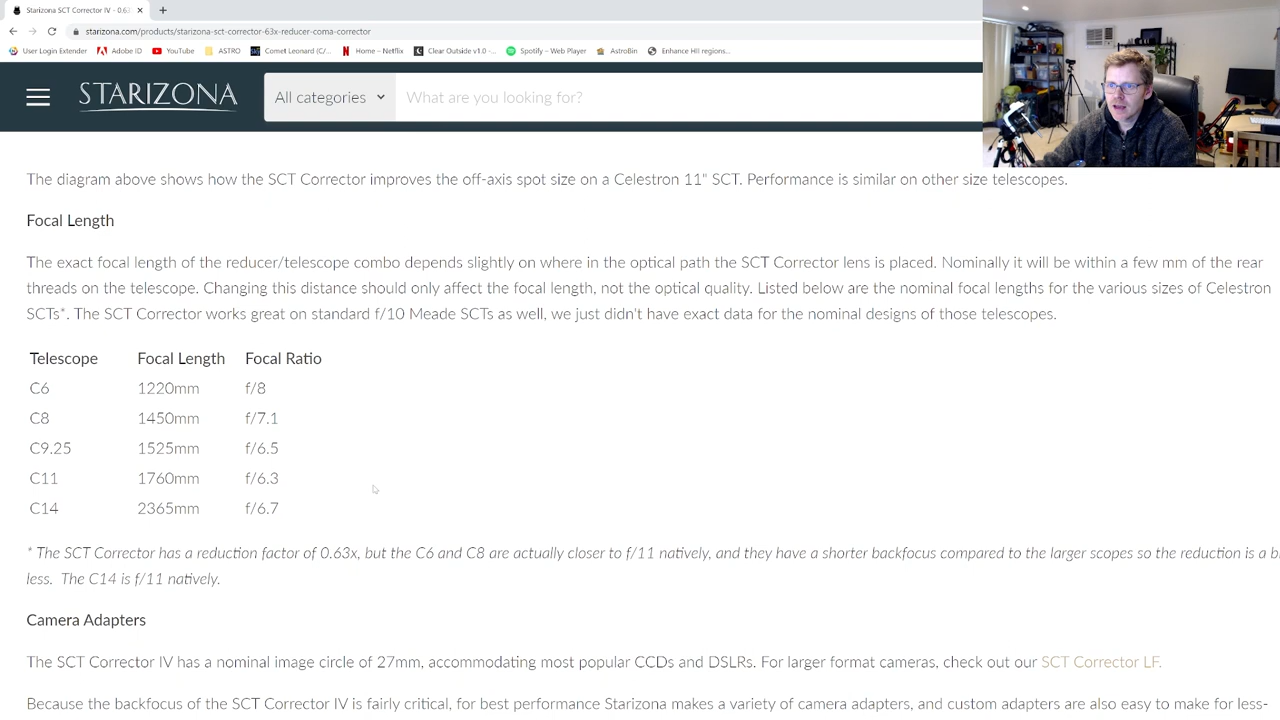 Starizona SCT Corrector IV - 0.63
starizona.com/products/starizona-sct-corrector-63x-reducer-coma-corrector
User Login Extender Adobe ID YouTube ASTRO Comet Leonard (C/... Home – Netflix Clear Outside v1.0 -... Spotify – Web Player AstroBin Enhance HII regions...
STARIZONA All categories What are you looking for?
The diagram above shows how the SCT Corrector improves the off-axis spot size on a Celestron 11" SCT. Performance is similar on other size telescopes.
Focal Length
The exact focal length of the reducer/telescope combo depends slightly on where in the optical path the SCT Corrector lens is placed. Nominally it will be within a few mm of the rear
threads on the telescope. Changing this distance should only affect the focal length, not the optical quality. Listed below are the nominal focal lengths for the various sizes of Celestron
SCTs*. The SCT Corrector works great on standard f/10 Meade SCTs as well, we just didn't have exact data for the nominal designs of those telescopes.
Telescope Focal Length Focal Ratio
C6 1220mm f/8
C8 1450mm f/7.1
C9.25 1525mm f/6.5
C11 1760mm f/6.3
C14 2365mm f/6.7
* The SCT Corrector has a reduction factor of 0.63x, but the C6 and C8 are actually closer to f/11 natively, and they have a shorter backfocus compared to the larger scopes so the reduction is a
less. The C14 is f/11 natively.
Camera Adapters
The SCT Corrector IV has a nominal image circle of 27mm, accommodating most popular CCDs and DSLRs. For larger format cameras, check out our SCT Corrector LF.
Because the backfocus of the SCT Corrector IV is fairly critical, for best performance Starizona makes a variety of camera adapters, and custom adapters are also easy to make for less-